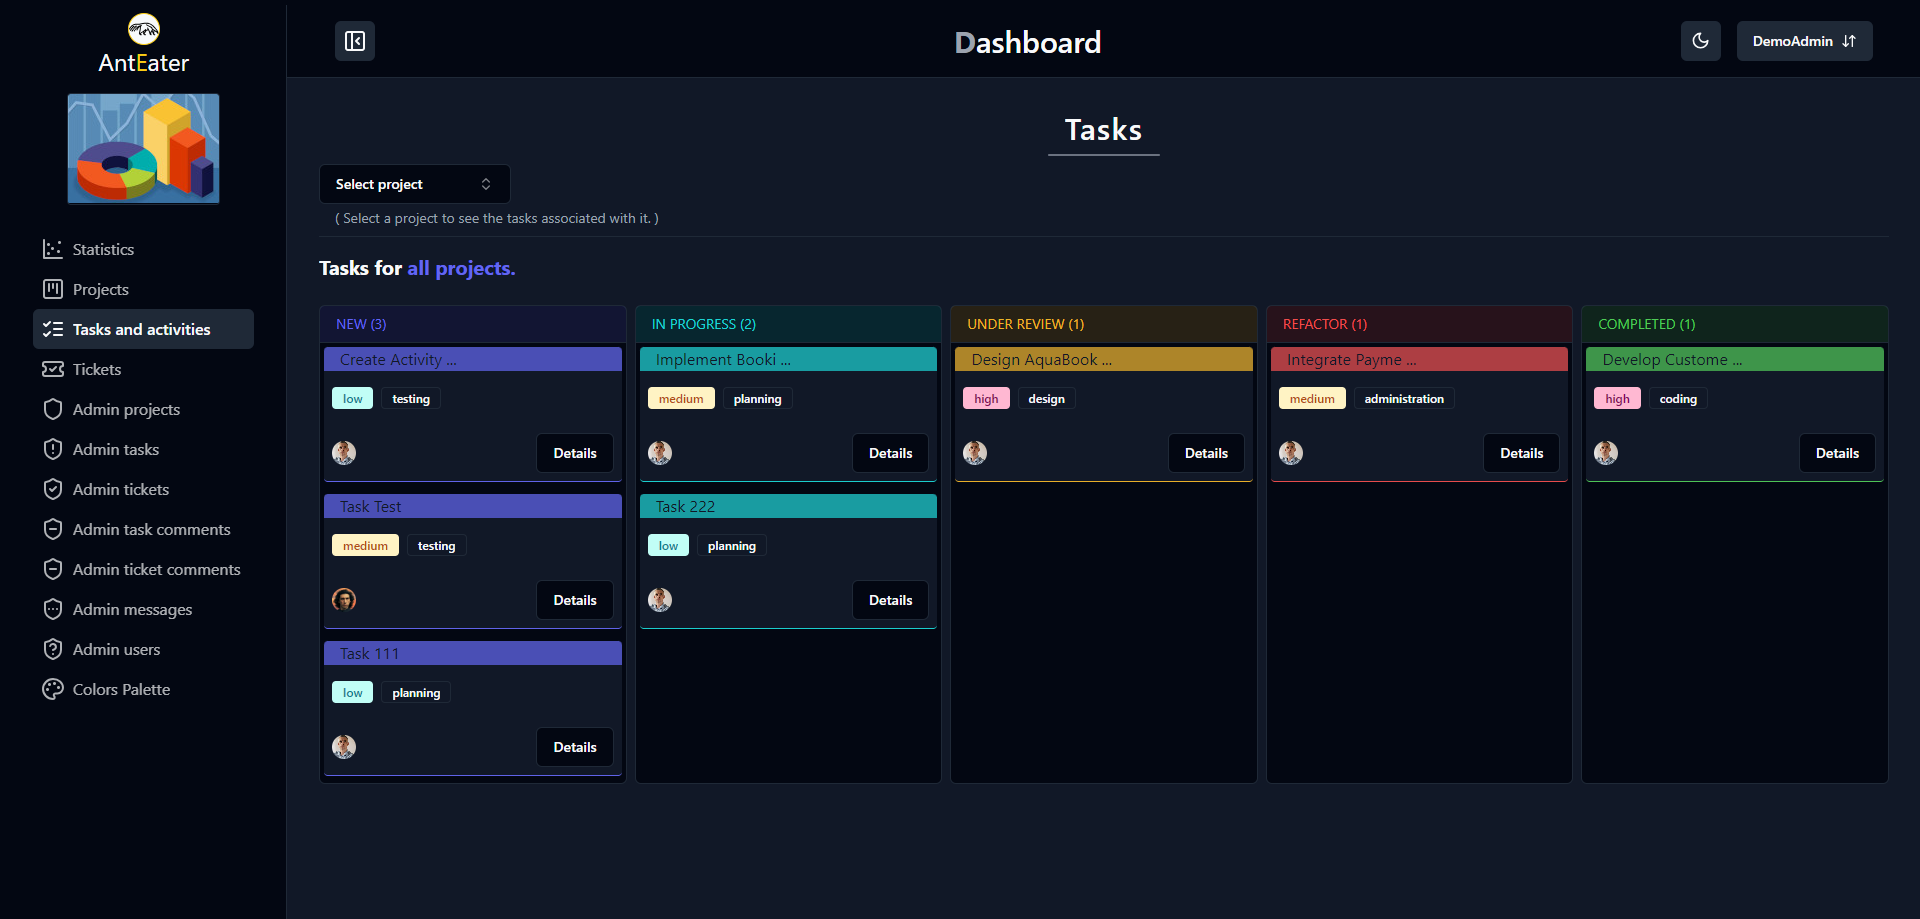 AntEater
Statistics
Projects
Tasks and activities
Tickets
Admin projects
Admin tasks
Admin tickets
Admin task comments
Admin ticket comments
Admin messages
Admin users
Colors Palette
Dashboard
DemoAdmin
Tasks
Select project
( Select a project to see the tasks associated with it. )
Tasks for all projects.
NEW (3)
Create Activity ...
low testing
Details
Task Test
medium testing
Details
Task 111
low planning
Details
IN PROGRESS (2)
Implement Booki ...
medium planning
Details
Task 222
low planning
Details
UNDER REVIEW (1)
Design AquaBook ...
high design
Details
REFACTOR (1)
Integrate Payme ...
medium administration
Details
COMPLETED (1)
Develop Custome ...
high coding
Details